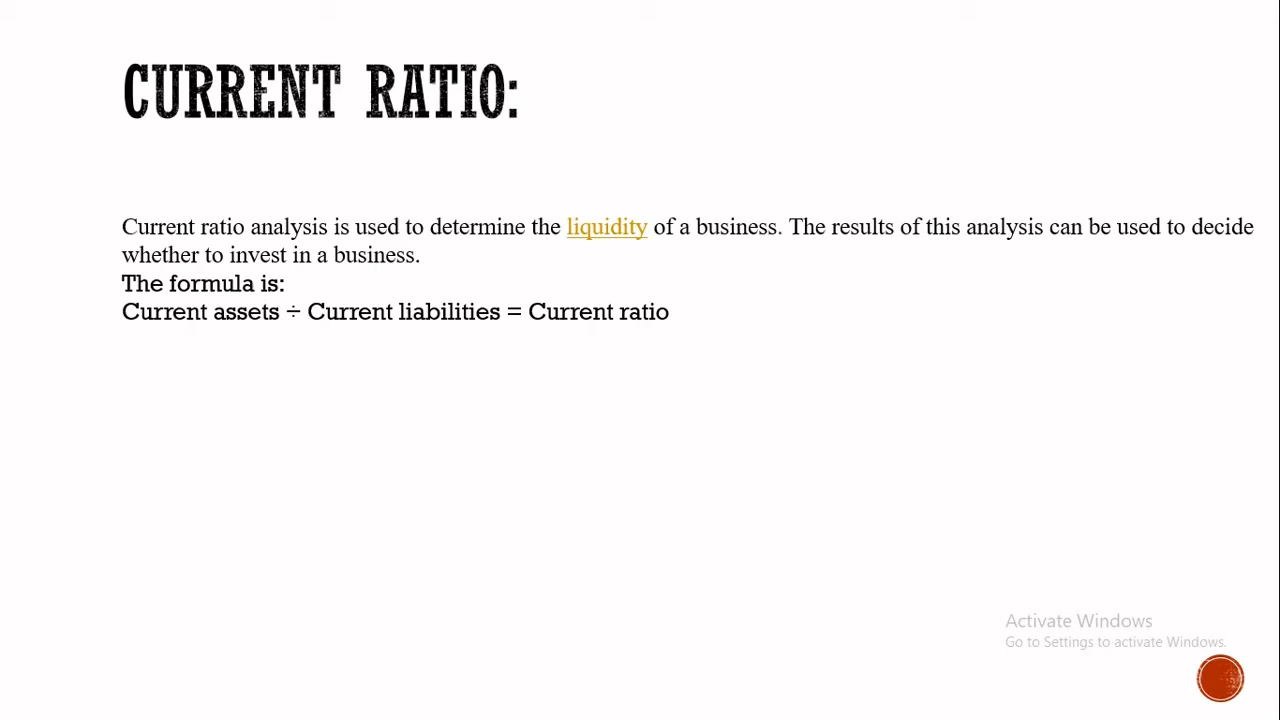 CURRENT RATIO:
Current ratio analysis is used to determine the liquidity of a business. The results of this analysis can be used to decide
whether to invest in a business.
The formula is:
Current assets ÷ Current liabilities = Current ratio
Activate Windows
Go to Settings to activate Windows.